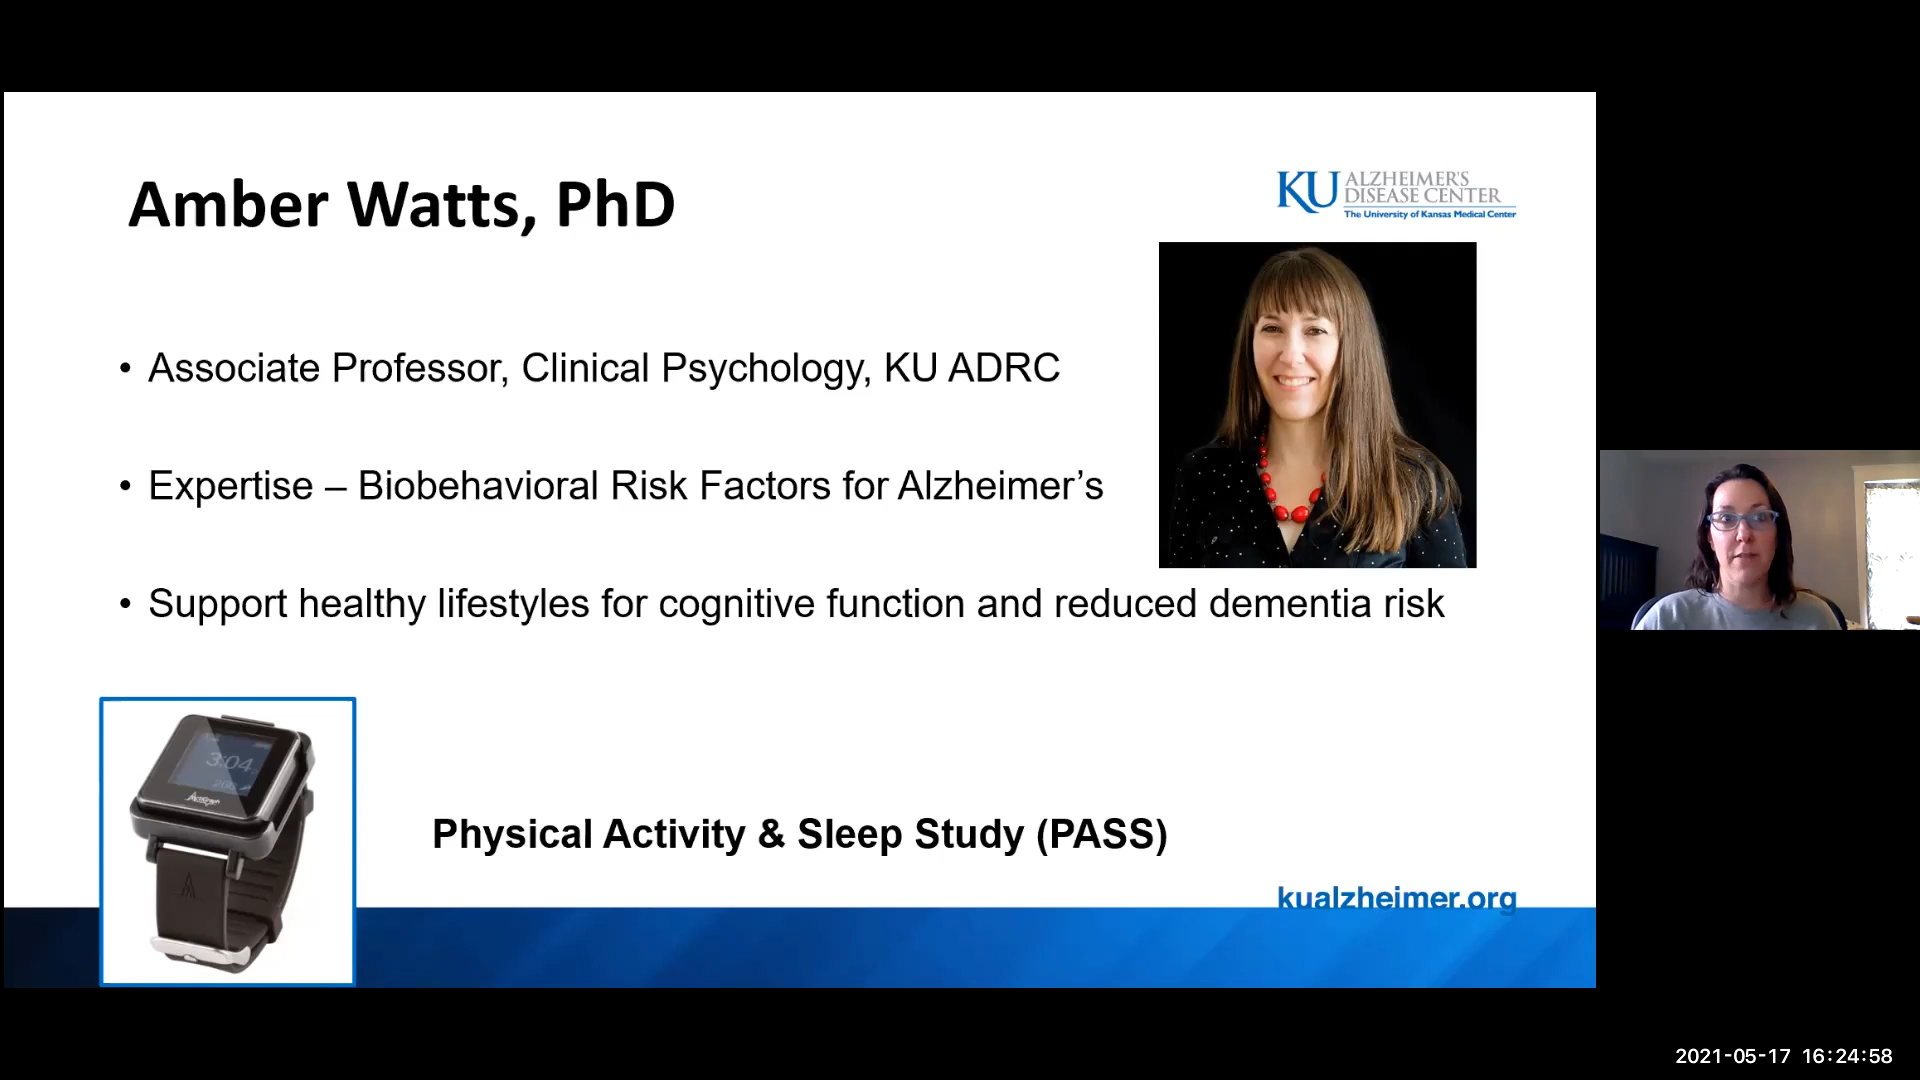 Amber Watts, PhD
KU ALZHEIMER'S
DISEASE CENTER
The University of Kansas Medical Center
• Associate Professor, Clinical Psychology, KU ADRC
• Expertise – Biobehavioral Risk Factors for Alzheimer’s
• Support healthy lifestyles for cognitive function and reduced dementia risk
3:04
Physical Activity & Sleep Study (PASS)
kualzheimer.org
2021-05-17 16:24:58